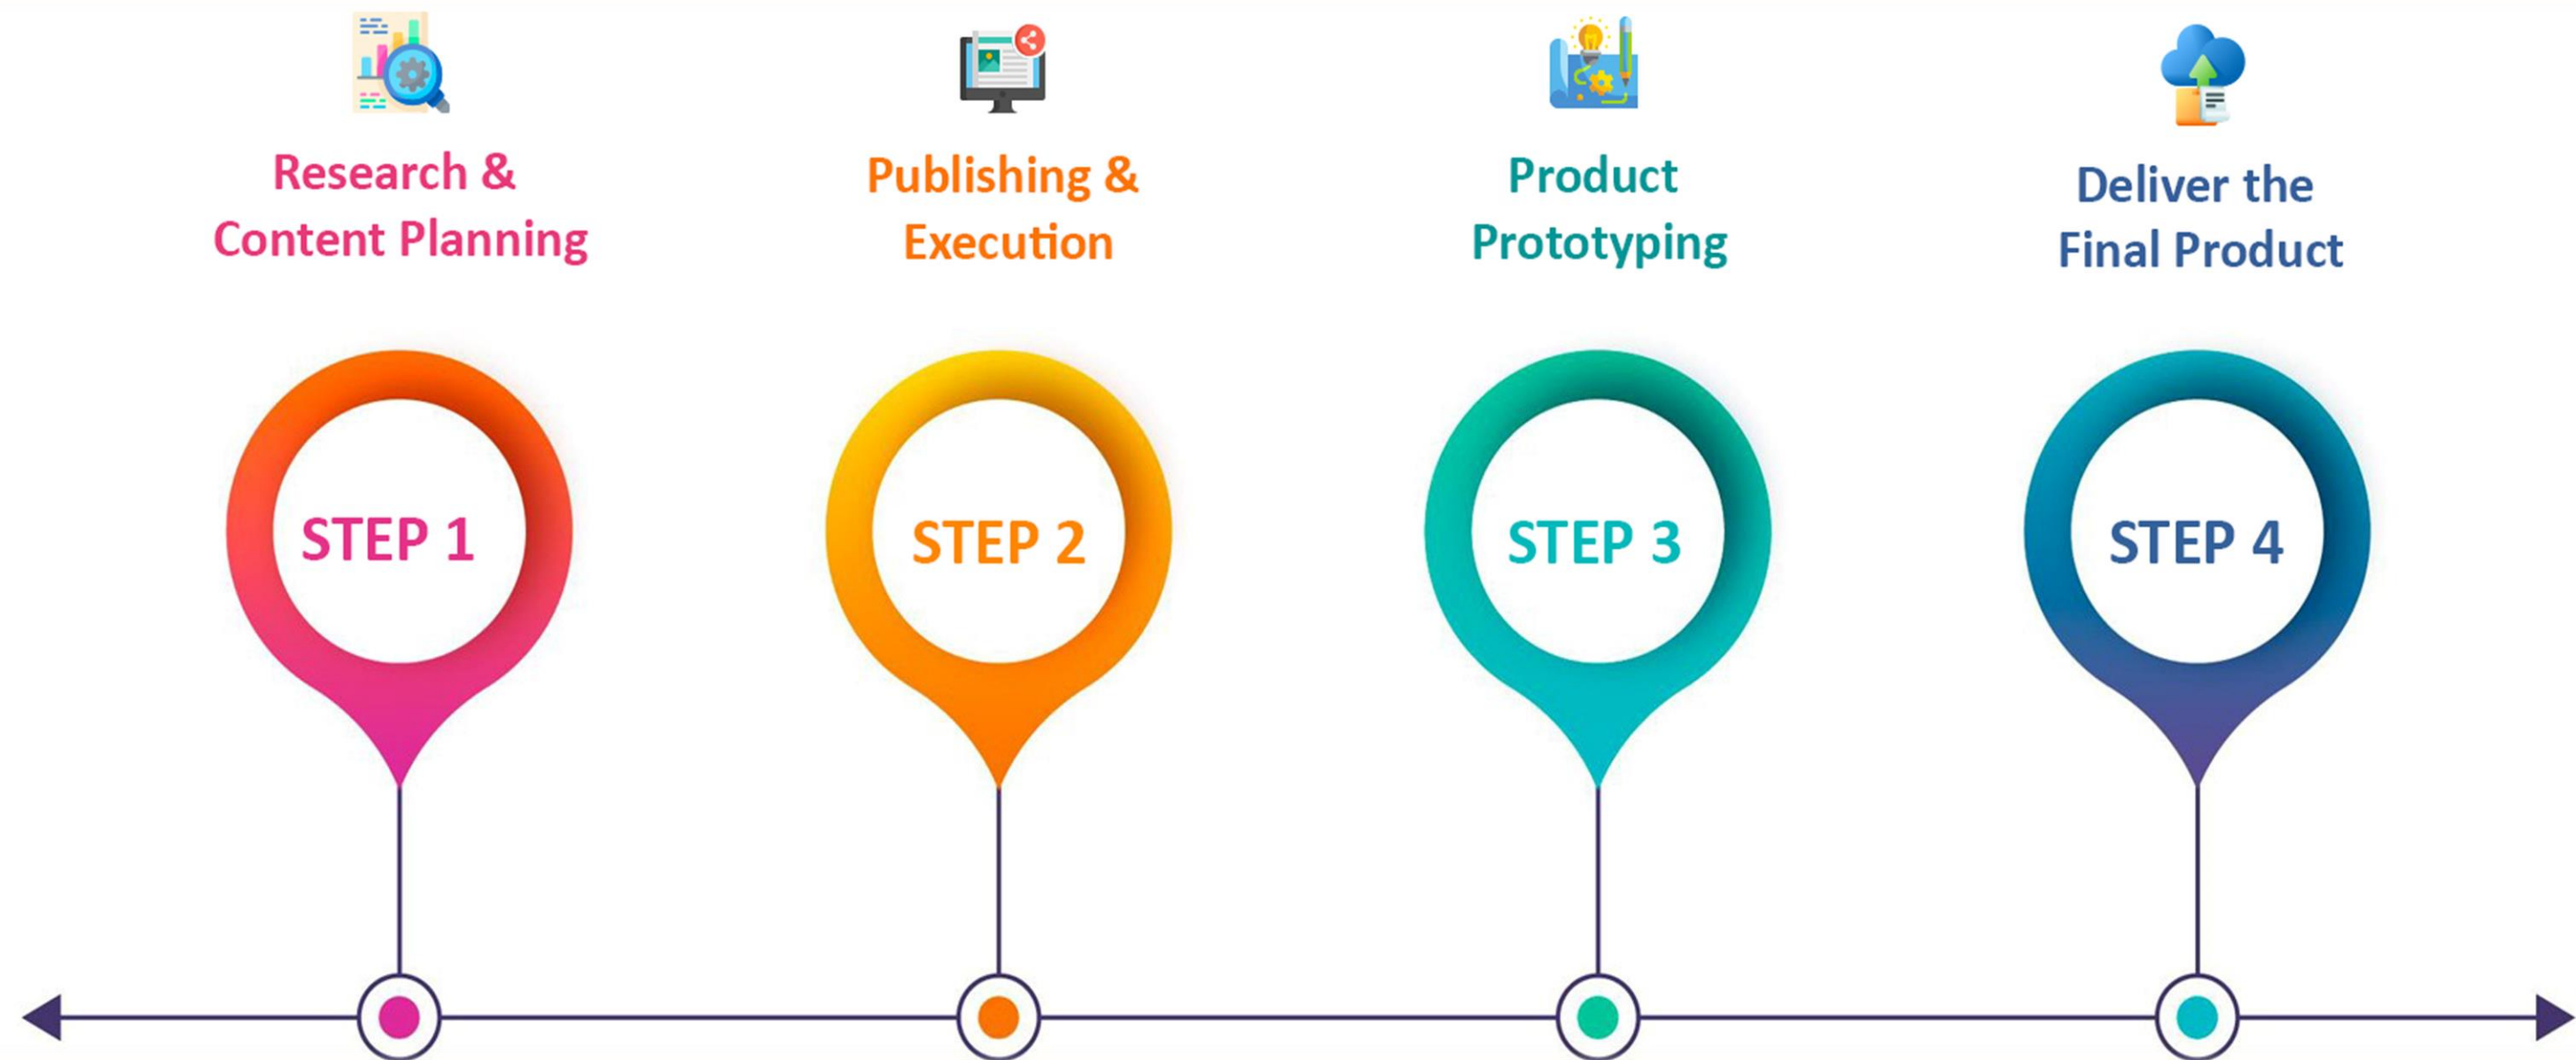 Research &
Content Planning
Publishing &
Execution
Product
Prototyping
Deliver the
Final Product
STEP 1
STEP 2
STEP 3
STEP 4